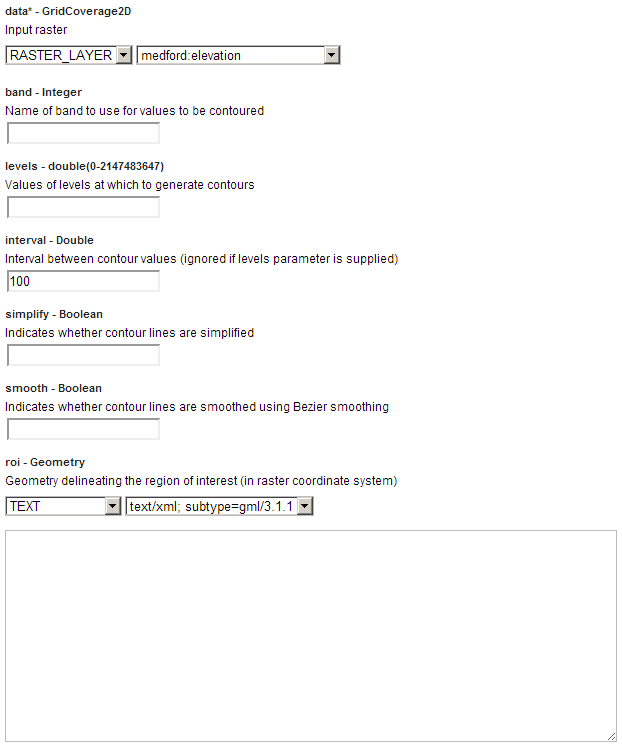 data* - GridCoverage2D
Input raster
RASTER_LAYER medford:elevation
band - Integer
Name of band to use for values to be contoured
levels - double(0-2147483647)
Values of levels at which to generate contours
interval - Double
Interval between contour values (ignored if levels parameter is supplied)
100
simplify - Boolean
Indicates whether contour lines are simplified
smooth - Boolean
Indicates whether contour lines are smoothed using Bezier smoothing
roi - Geometry
Geometry delineating the region of interest (in raster coordinate system)
TEXT text/xml; subtype=gml/3.1.1